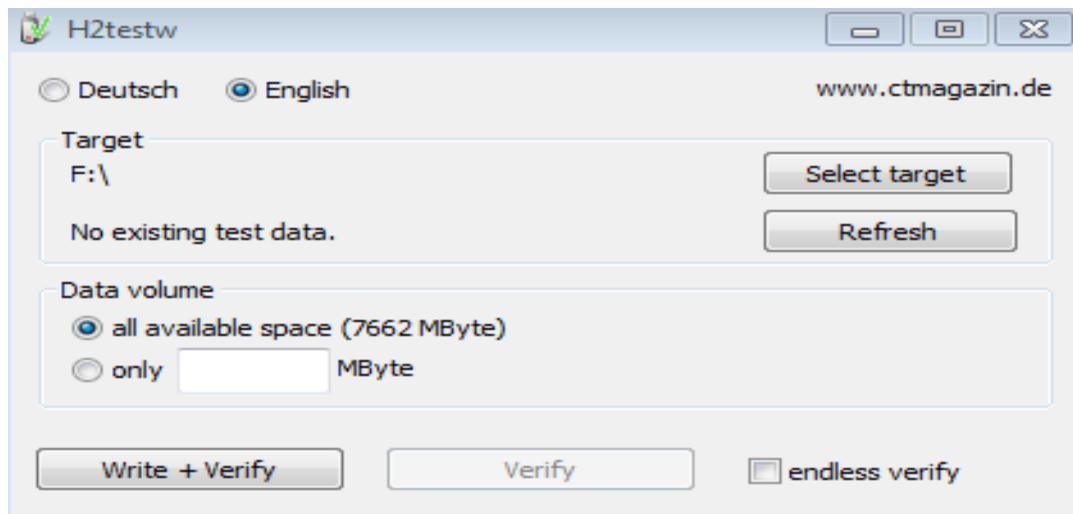 H2testw
Deutsch English www.ctmagazin.de
Target
F:\ Select target
No existing test data. Refresh
Data volume
all available space (7662 MByte)
only MByte
Write + Verify Verify endless verify